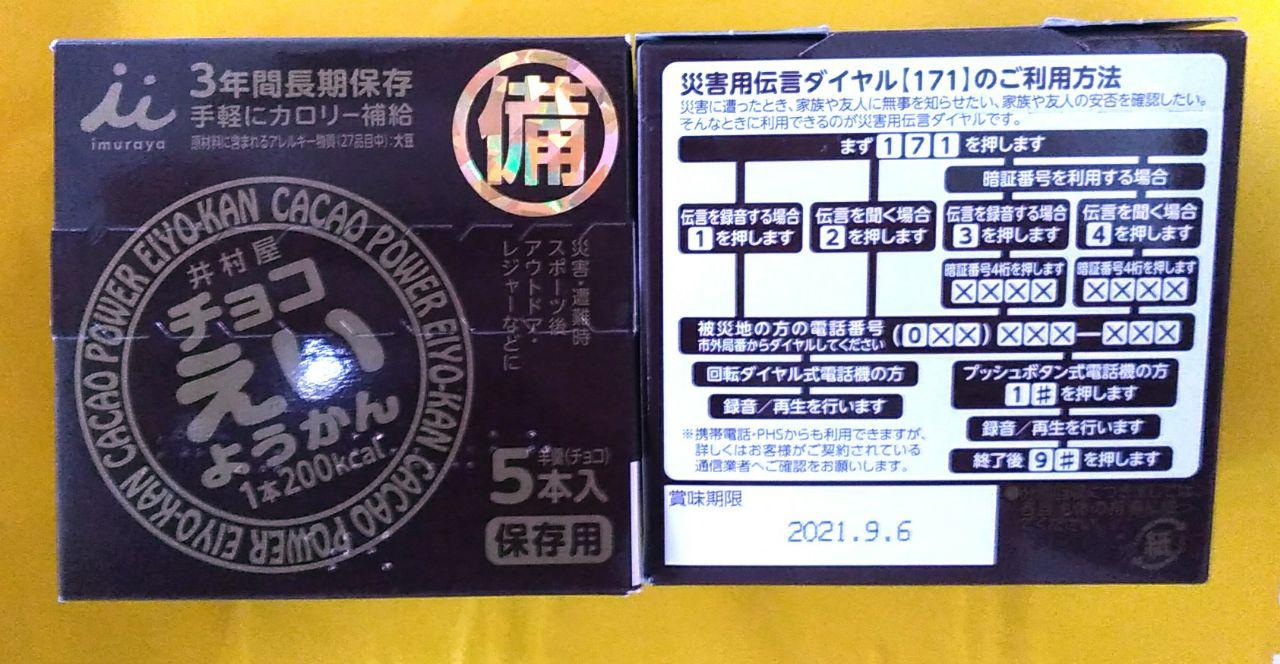 imuraya
3年間長期保存
手軽にカロリー補給
原材料に含まれるアレルギー物質(27品目中):大豆
備
CACAO POWER EIYO-KAN CACAO POWER EIYO-KAN CACAO POWER EIYO-KAN
井村屋
チョコ
えい
ようかん
1本200kcal
災害・遭難時
スポーツ後
アウトドア・
レジャーなどに
羊羹(チョコ)
5本入
保存用
災害用伝言ダイヤル【171】のご利用方法
災害に遭ったとき、家族や友人に無事を知らせたい、家族や友人の安否を確認したい。
そんなときに利用できるのが災害用伝言ダイヤルです。
まず171を押します
暗証番号を利用する場合
伝言を録音する場合
1を押します
伝言を聞く場合
2を押します
伝言を録音する場合
3を押します
伝言を聞く場合
4を押します
暗証番号4桁を押します
××××
暗証番号4桁を押します
××××
被災地の方の電話番号
市外局番からダイヤルしてください
(0××)×××―×××
回転ダイヤル式電話機の方
録音/再生を行います
プッシュボタン式電話機の方
1#を押します
録音/再生を行います
終了後9#を押します
※携帯電話・PHSからも利用できますが、
詳しくはお客様がご契約されている
通信業者へご確認をお願いします。
賞味期限
2021.9.6
紙